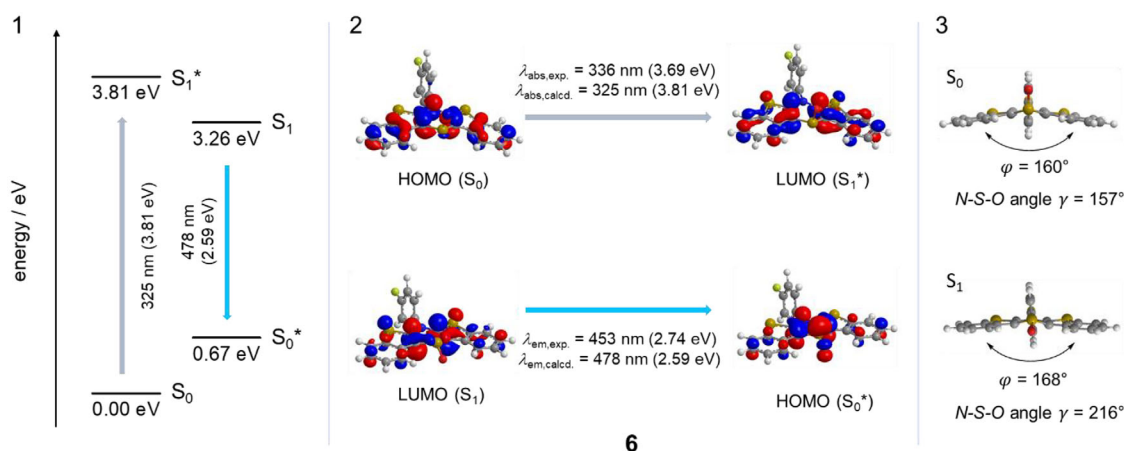 1
energy / eV
S₁*
3.81 eV
S₁
3.26 eV
325 nm (3.81 eV)
478 nm
(2.59 eV)
S₀*
0.67 eV
S₀
0.00 eV
2
λabs,exp. = 336 nm (3.69 eV)
λabs,calcd. = 325 nm (3.81 eV)
HOMO (S₀)
LUMO (S₁*)
λem,exp. = 453 nm (2.74 eV)
λem,calcd. = 478 nm (2.59 eV)
LUMO (S₁)
HOMO (S₀*)
6
3
S₀
φ = 160°
N-S-O angle γ = 157°
S₁
φ = 168°
N-S-O angle γ = 216°